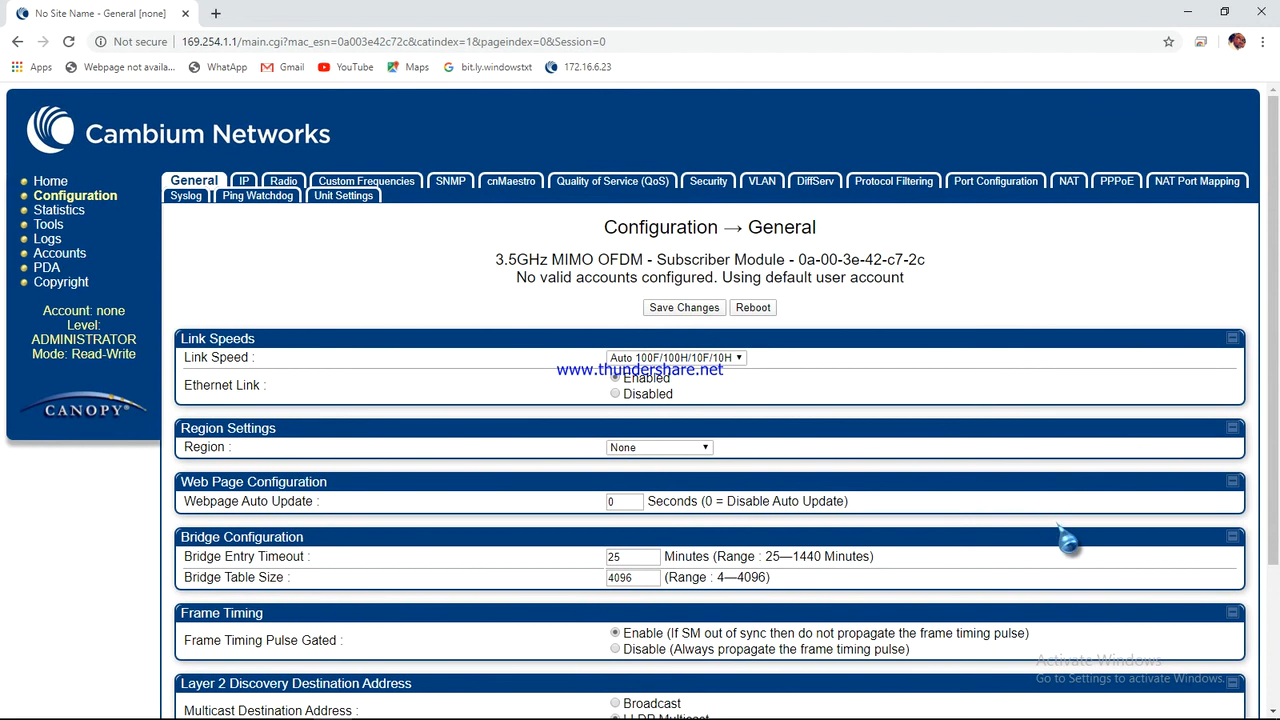 No Site Name - General [none]
Not secure | 169.254.1.1/main.cgi?mac_esn=0a003e42c72c&catindex=1&pageindex=0&Session=0
Apps Webpage not availa... WhatApp Gmail YouTube Maps bit.ly.windowstxt 172.16.6.23
Cambium Networks
Home
Configuration
Statistics
Tools
Logs
Accounts
PDA
Copyright
Account: none
Level:
ADMINISTRATOR
Mode: Read-Write
CANOPY®
General IP Radio Custom Frequencies SNMP cnMaestro Quality of Service (QoS) Security VLAN DiffServ Protocol Filtering Port Configuration NAT PPPoE NAT Port Mapping
Syslog Ping Watchdog Unit Settings
Configuration → General
3.5GHz MIMO OFDM - Subscriber Module - 0a-00-3e-42-c7-2c
No valid accounts configured. Using default user account
Save Changes Reboot
Link Speeds
Link Speed : Auto 100F/100H/10F/10H
www.thundershare.net
Ethernet Link : Enabled
Disabled
Region Settings
Region : None
Web Page Configuration
Webpage Auto Update : 0 Seconds (0 = Disable Auto Update)
Bridge Configuration
Bridge Entry Timeout : 25 Minutes (Range : 25—1440 Minutes)
Bridge Table Size : 4096 (Range : 4—4096)
Frame Timing
Frame Timing Pulse Gated : Enable (If SM out of sync then do not propagate the frame timing pulse)
Disable (Always propagate the frame timing pulse)
Activate Windows
Go to Settings to activate Windows.
Layer 2 Discovery Destination Address
Multicast Destination Address : Broadcast
LLDP Multicast